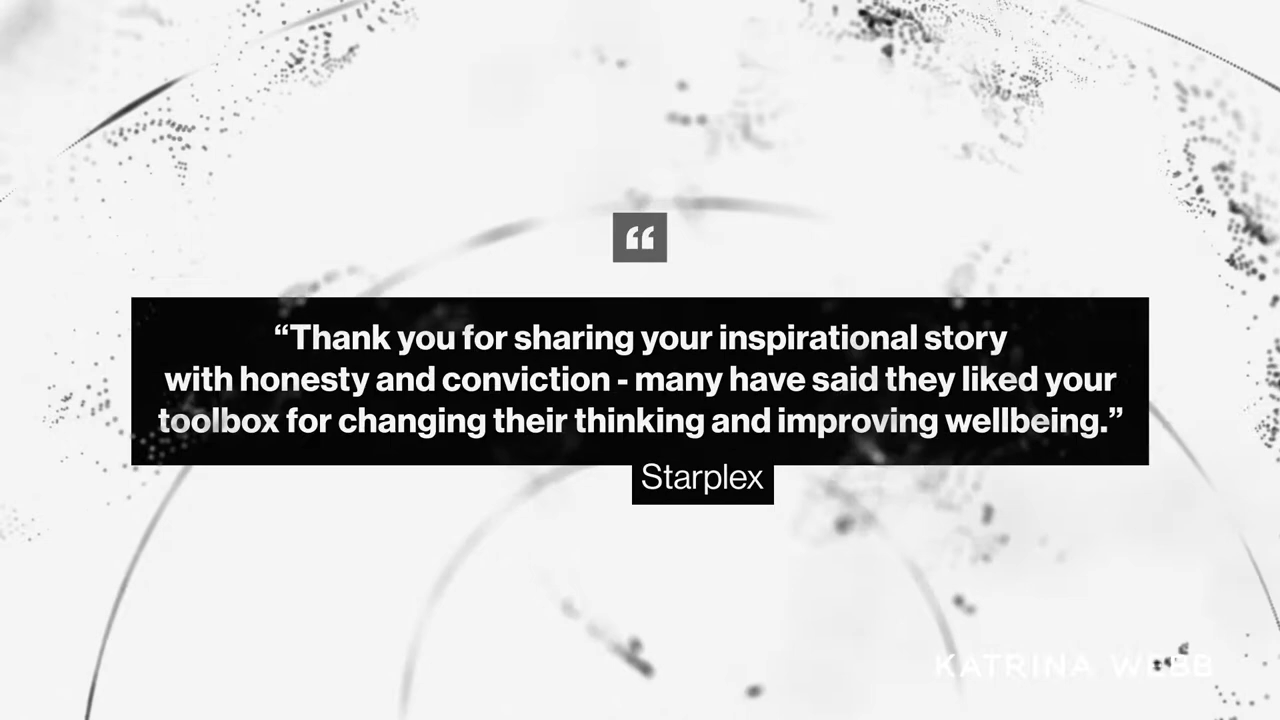 “
“Thank you for sharing your inspirational story
with honesty and conviction - many have said they liked your
toolbox for changing their thinking and improving wellbeing.”
Starplex
KATRINA WEBB